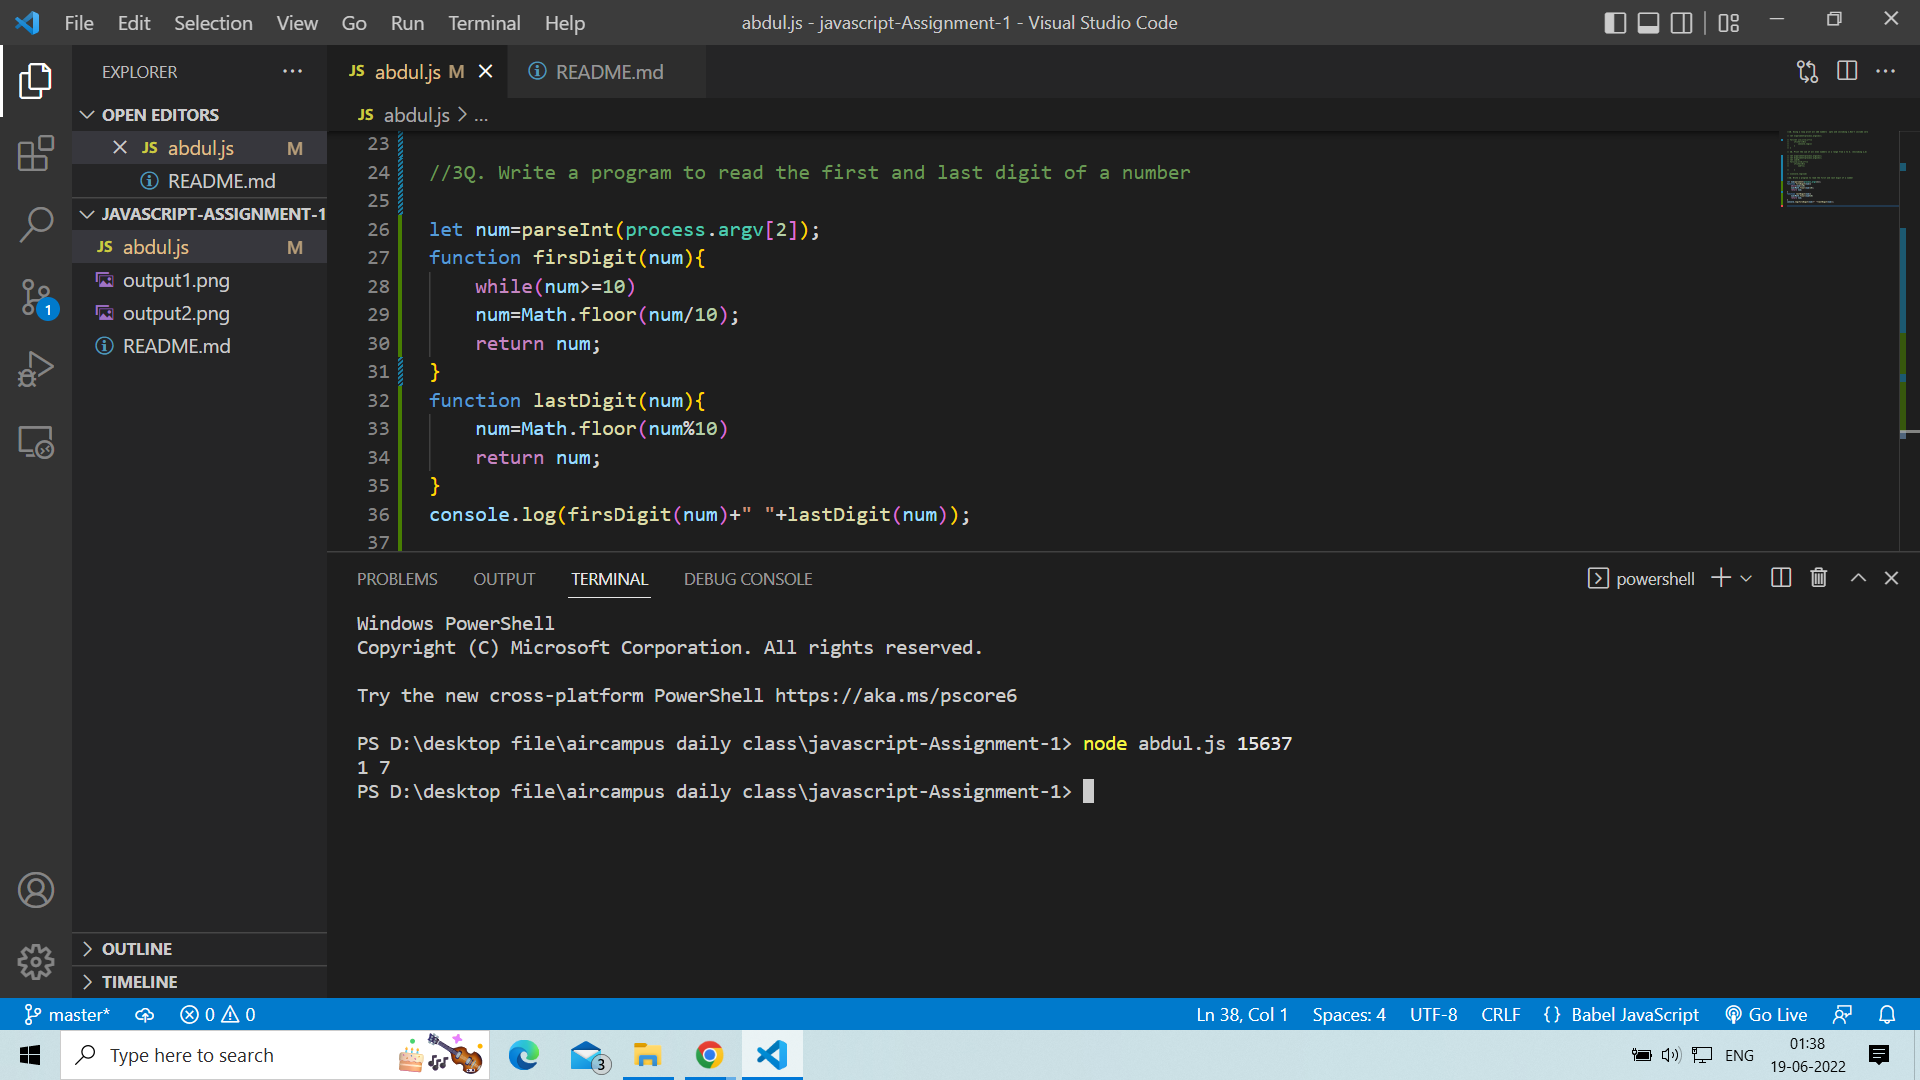 File Edit Selection View Go Run Terminal Help
abdul.js - javascript-Assignment-1 - Visual Studio Code
EXPLORER
OPEN EDITORS
JS abdul.js M
README.md
JAVASCRIPT-ASSIGNMENT-1
JS abdul.js M
output1.png
output2.png
README.md
OUTLINE
TIMELINE
1
JS abdul.js M
README.md
JS abdul.js > ...
23
24 //3Q. Write a program to read the first and last digit of a number
25
26 let num=parseInt(process.argv[2]);
27 function firsDigit(num){
28 while(num>=10)
29 num=Math.floor(num/10);
30 return num;
31 }
32 function lastDigit(num){
33 num=Math.floor(num%10)
34 return num;
35 }
36 console.log(firsDigit(num)+" "+lastDigit(num));
37
PROBLEMS OUTPUT TERMINAL DEBUG CONSOLE
powershell
Windows PowerShell
Copyright (C) Microsoft Corporation. All rights reserved.
Try the new cross-platform PowerShell https://aka.ms/pscore6
PS D:\desktop file\aircampus daily class\javascript-Assignment-1> node abdul.js 15637
1 7
PS D:\desktop file\aircampus daily class\javascript-Assignment-1>
master* 0 0
Ln 38, Col 1 Spaces: 4 UTF-8 CRLF {} Babel JavaScript Go Live
Type here to search
3
ENG
01:38
19-06-2022